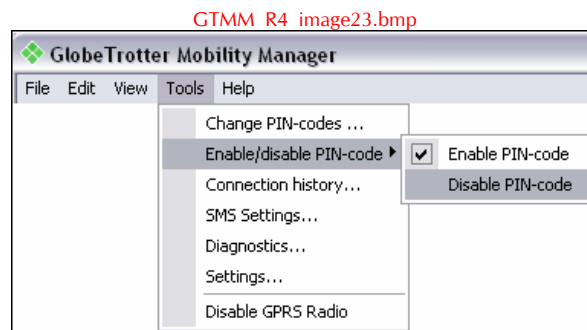 GTMM_R4_image23.bmp
GlobeTrotter Mobility Manager
File Edit View Tools Help
Change PIN-codes ...
Enable/disable PIN-code
Enable PIN-code
Disable PIN-code
Connection history...
SMS Settings...
Diagnostics...
Settings...
Disable GPRS Radio